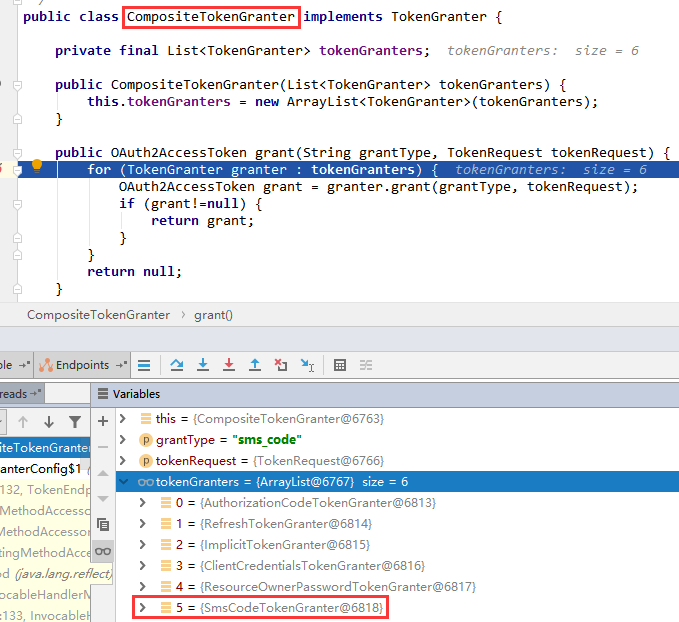 public class CompositeTokenGranter implements TokenGranter {
private final List<TokenGranter> tokenGranters; tokenGranters: size = 6
public CompositeTokenGranter(List<TokenGranter> tokenGranters) {
this.tokenGranters = new ArrayList<TokenGranter>(tokenGranters);
}
public OAuth2AccessToken grant(String grantType, TokenRequest tokenRequest) {
for (TokenGranter granter : tokenGranters) { tokenGranters: size = 6
OAuth2AccessToken grant = granter.grant(grantType, tokenRequest);
if (grant!=null) {
return grant;
}
}
return null;
}
CompositeTokenGranter › grant()
ole Endpoints
reads Variables
this = {CompositeTokenGranter@6763}
grantType = "sms_code"
tokenRequest = {TokenRequest@6766}
siteTokenGranter tokenGranters = {ArrayList@6767} size = 6
anterConfig$1 0 = {AuthorizationCodeTokenGranter@6813}
:132, TokenEndp 1 = {RefreshTokenGranter@6814}
MethodAccesso 2 = {ImplicitTokenGranter@6815}
MethodAccessor 3 = {ClientCredentialsTokenGranter@6816}
tingMethodAcce 4 = {ResourceOwnerPasswordTokenGranter@6817}
od (java.lang.reflect) 5 = {SmsCodeTokenGranter@6818}
vocableHandlerM
:133, InvocableH